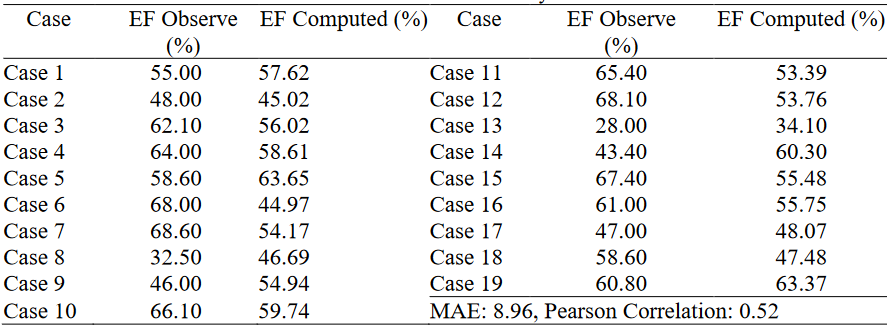 Case EF Observe EF Computed (%) Case EF Observe EF Computed (%)
(%) (%)
Case 1 55.00 57.62 Case 11 65.40 53.39
Case 2 48.00 45.02 Case 12 68.10 53.76
Case 3 62.10 56.02 Case 13 28.00 34.10
Case 4 64.00 58.61 Case 14 43.40 60.30
Case 5 58.60 63.65 Case 15 67.40 55.48
Case 6 68.00 44.97 Case 16 61.00 55.75
Case 7 68.60 54.17 Case 17 47.00 48.07
Case 8 32.50 46.69 Case 18 58.60 47.48
Case 9 46.00 54.94 Case 19 60.80 63.37
Case 10 66.10 59.74 MAE: 8.96, Pearson Correlation: 0.52